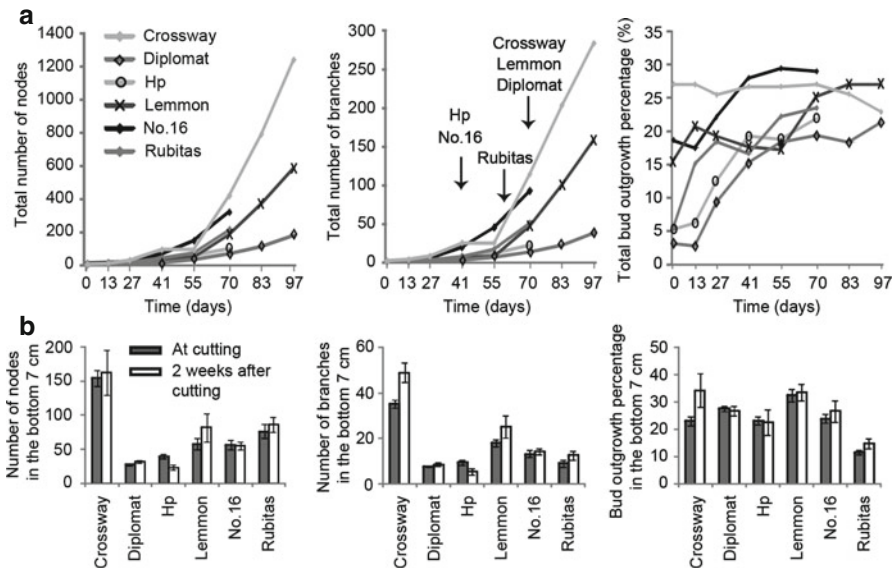 a
Total number of nodes
1400
1200
1000
800
600
400
200
0
Crossway
Diplomat
Hp
Lemmon
No.16
Rubitas
0 13 27 41 55 70 83 97
Time (days)
Total number of branches
300
250
200
150
100
50
0
Crossway
Lemmon
Diplomat
Hp
No.16
Rubitas
0 13 27 41 55 70 83 97
Time (days)
Total bud outgrowth percentage (%)
35
30
25
20
15
10
5
0
0 13 27 41 55 70 83 97
Time (days)
b
Number of nodes
in the bottom 7 cm
200
150
100
50
0
At cutting
2 weeks after
cutting
Crossway
Diplomat
Hp
Lemmon
No.16
Rubitas
Number of branches
in the bottom 7 cm
60
40
20
0
Crossway
Diplomat
Hp
Lemmon
No.16
Rubitas
Bud outgrowth percentage
in the bottom 7 cm
50
40
30
20
10
0
Crossway
Diplomat
Hp
Lemmon
No.16
Rubitas